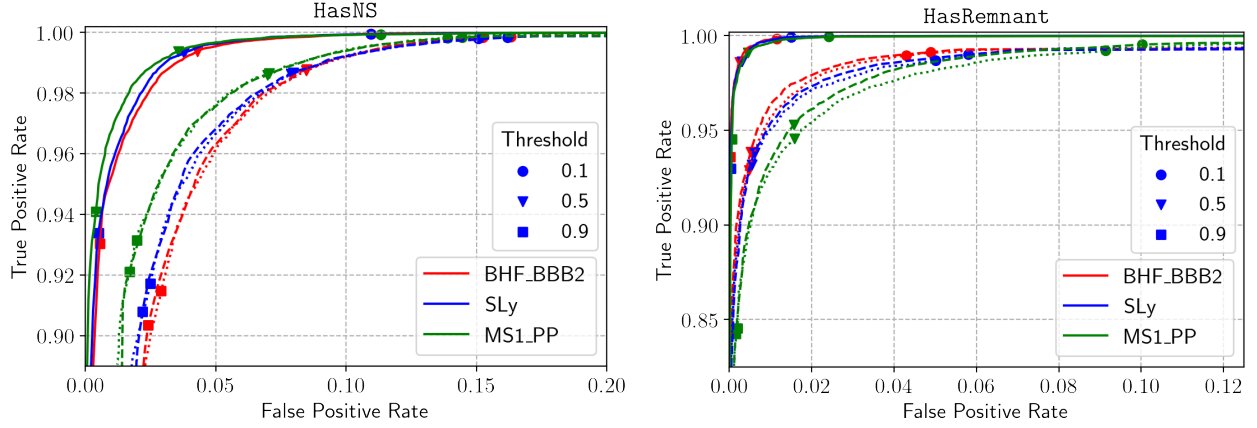 HasNS
1.00
0.98
0.96
0.94
0.92
0.90
True Positive Rate
0.00
0.05
0.10
0.15
0.20
False Positive Rate
Threshold
0.1
0.5
0.9
BHF_BBB2
SLy
MS1_PP
HasRemnant
1.00
0.95
0.90
0.85
True Positive Rate
0.00
0.02
0.04
0.06
0.08
0.10
0.12
False Positive Rate
Threshold
0.1
0.5
0.9
BHF_BBB2
SLy
MS1_PP